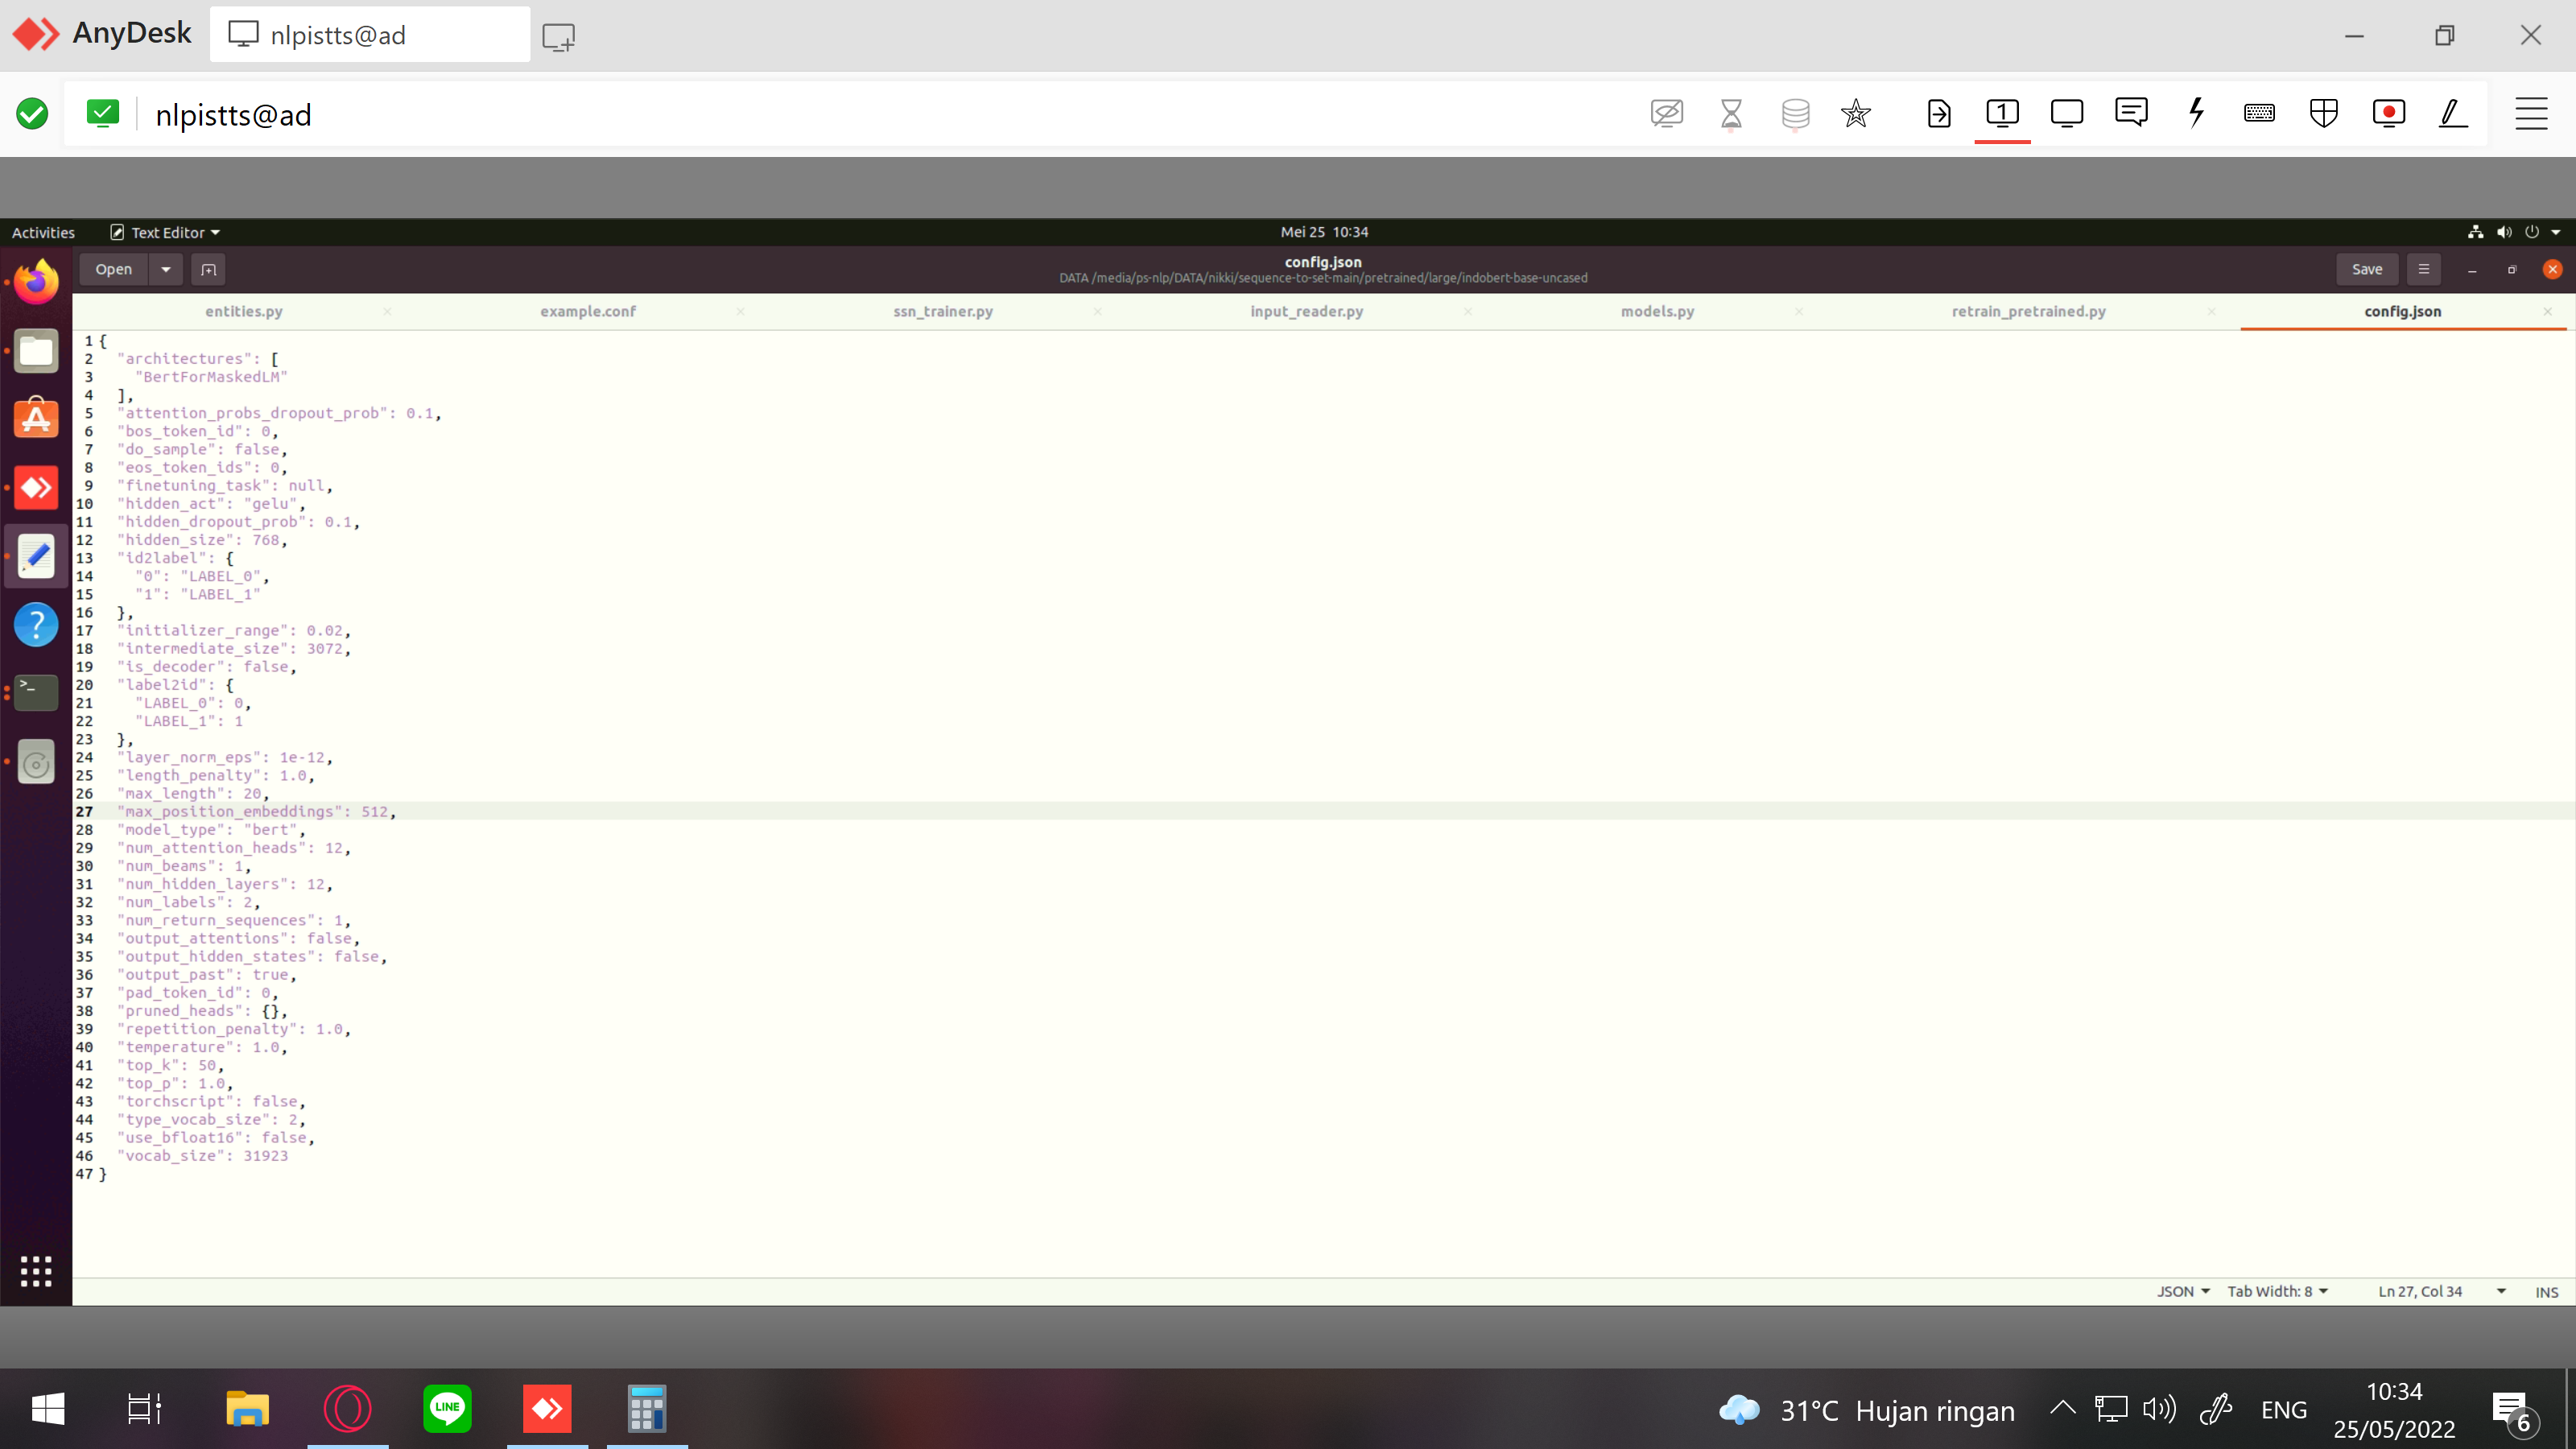 AnyDesk
nlpistts@ad
nlpistts@ad
1
Activities
Text Editor
Mei 25 10:34
Open
config.json
DATA /media/ps-nlp/DATA/nikki/sequence-to-set-main/pretrained/large/indobert-base-uncased
Save
entities.py
example.conf
ssn_trainer.py
input_reader.py
models.py
retrain_pretrained.py
config.json
1 {
2   "architectures": [
3     "BertForMaskedLM"
4   ],
5   "attention_probs_dropout_prob": 0.1,
6   "bos_token_id": 0,
7   "do_sample": false,
8   "eos_token_ids": 0,
9   "finetuning_task": null,
10   "hidden_act": "gelu",
11   "hidden_dropout_prob": 0.1,
12   "hidden_size": 768,
13   "id2label": {
14     "0": "LABEL_0",
15     "1": "LABEL_1"
16   },
17   "initializer_range": 0.02,
18   "intermediate_size": 3072,
19   "is_decoder": false,
20   "label2id": {
21     "LABEL_0": 0,
22     "LABEL_1": 1
23   },
24   "layer_norm_eps": 1e-12,
25   "length_penalty": 1.0,
26   "max_length": 20,
27   "max_position_embeddings": 512,
28   "model_type": "bert",
29   "num_attention_heads": 12,
30   "num_beams": 1,
31   "num_hidden_layers": 12,
32   "num_labels": 2,
33   "num_return_sequences": 1,
34   "output_attentions": false,
35   "output_hidden_states": false,
36   "output_past": true,
37   "pad_token_id": 0,
38   "pruned_heads": {},
39   "repetition_penalty": 1.0,
40   "temperature": 1.0,
41   "top_k": 50,
42   "top_p": 1.0,
43   "torchscript": false,
44   "type_vocab_size": 2,
45   "use_bfloat16": false,
46   "vocab_size": 31923
47 }
JSON
Tab Width: 8
Ln 27, Col 34
INS
LINE
31°C Hujan ringan
ENG
10:34
25/05/2022
6